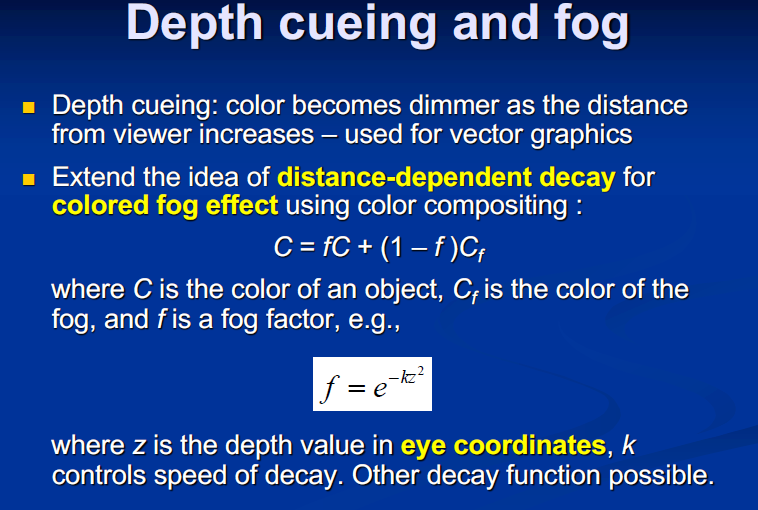 Depth cueing and fog
Depth cueing: color becomes dimmer as the distance
from viewer increases – used for vector graphics
Extend the idea of distance-dependent decay for
colored fog effect using color compositing :
C = fC + (1 – f )C_f
where C is the color of an object, C_f is the color of the
fog, and f is a fog factor, e.g.,
f = e^{-kz^2}
where z is the depth value in eye coordinates, k
controls speed of decay. Other decay function possible.